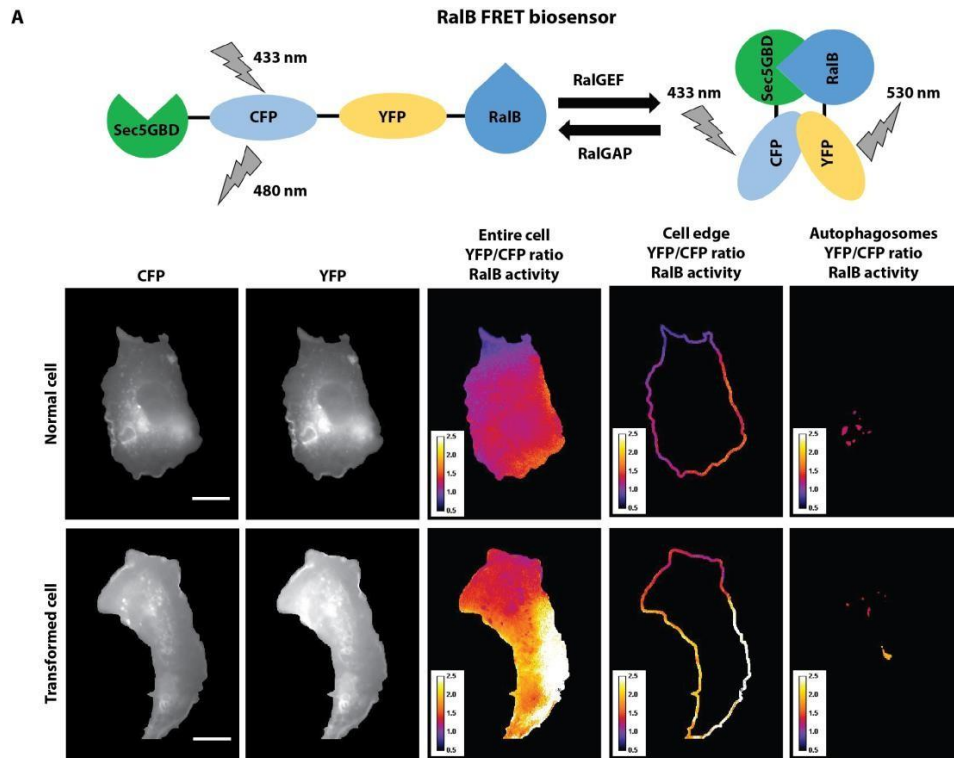 A
RalB FRET biosensor
433 nm
Sec5GBD
CFP
YFP
RalB
480 nm
RalGEF
RalGAP
433 nm
530 nm
Sec5GBD
RalB
CFP
YFP
CFP
YFP
Entire cell
YFP/CFP ratio
RalB activity
Cell edge
YFP/CFP ratio
RalB activity
Autophagosomes
YFP/CFP ratio
RalB activity
Normal cell
2.5
2.0
1.5
1.0
0.5
2.5
2.0
1.5
1.0
0.5
2.5
2.0
1.5
1.0
0.5
Transformed cell
2.5
2.0
1.5
1.0
0.5
2.5
2.0
1.5
1.0
0.5
2.5
2.0
1.5
1.0
0.5